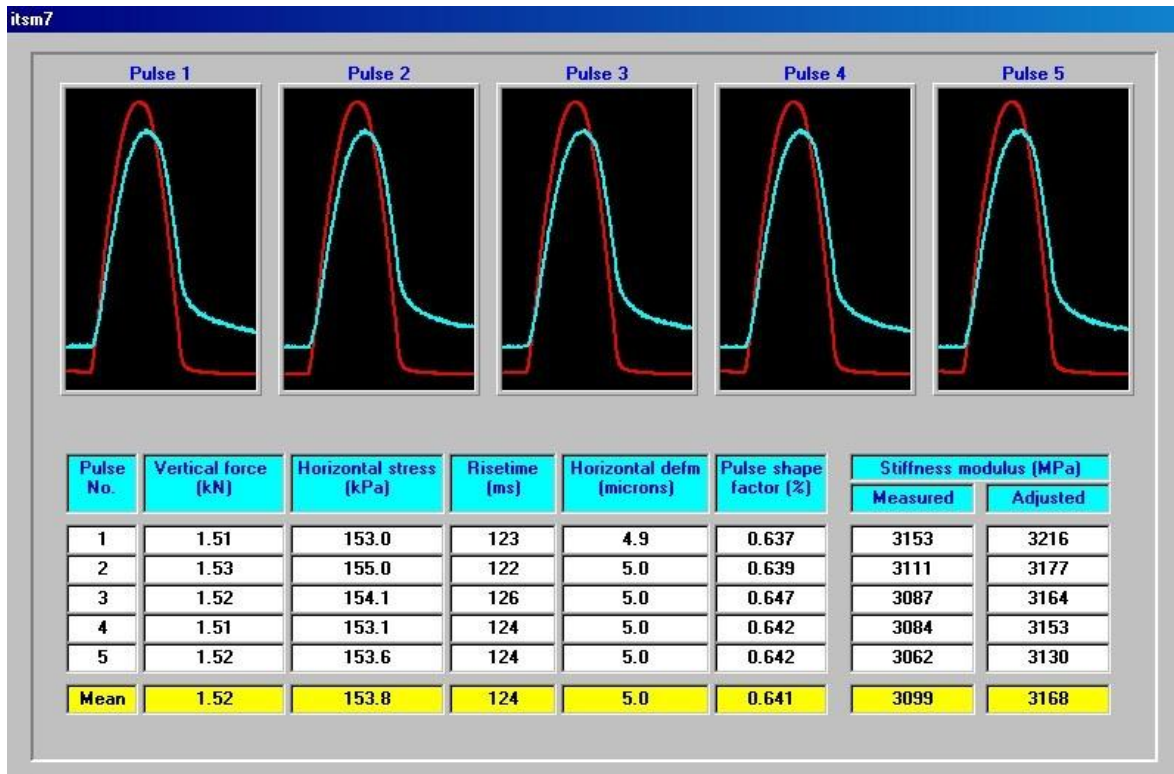 itsm7
Pulse 1 Pulse 2 Pulse 3 Pulse 4 Pulse 5
Pulse No. Vertical force (kN) Horizontal stress (kPa) Risetime (ms) Horizontal defm (microns) Pulse shape factor (%) Stiffness modulus (MPa)
Measured Adjusted
1 1.51 153.0 123 4.9 0.637 3153 3216
2 1.53 155.0 122 5.0 0.639 3111 3177
3 1.52 154.1 126 5.0 0.647 3087 3164
4 1.51 153.1 124 5.0 0.642 3084 3153
5 1.52 153.6 124 5.0 0.642 3062 3130
Mean 1.52 153.8 124 5.0 0.641 3099 3168